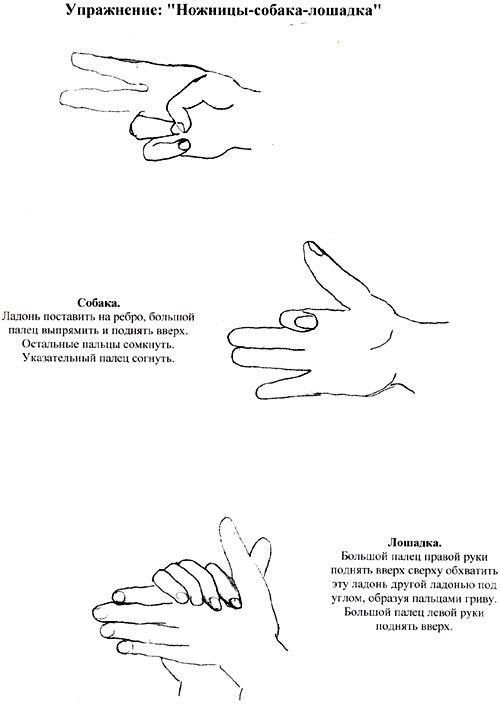 Упражнение: "Ножницы-собака-лошадка"
Собака.
Ладонь поставить на ребро, большой
палец выпрямить и поднять вверх.
Остальные пальцы сомкнуть.
Указательный палец согнуть.
Лошадка.
Большой палец правой руки
поднять вверх сверху обхватить
эту ладонь другой ладонью под
углом, образуя пальцами гриву.
Большой палец левой руки
поднять вверх.